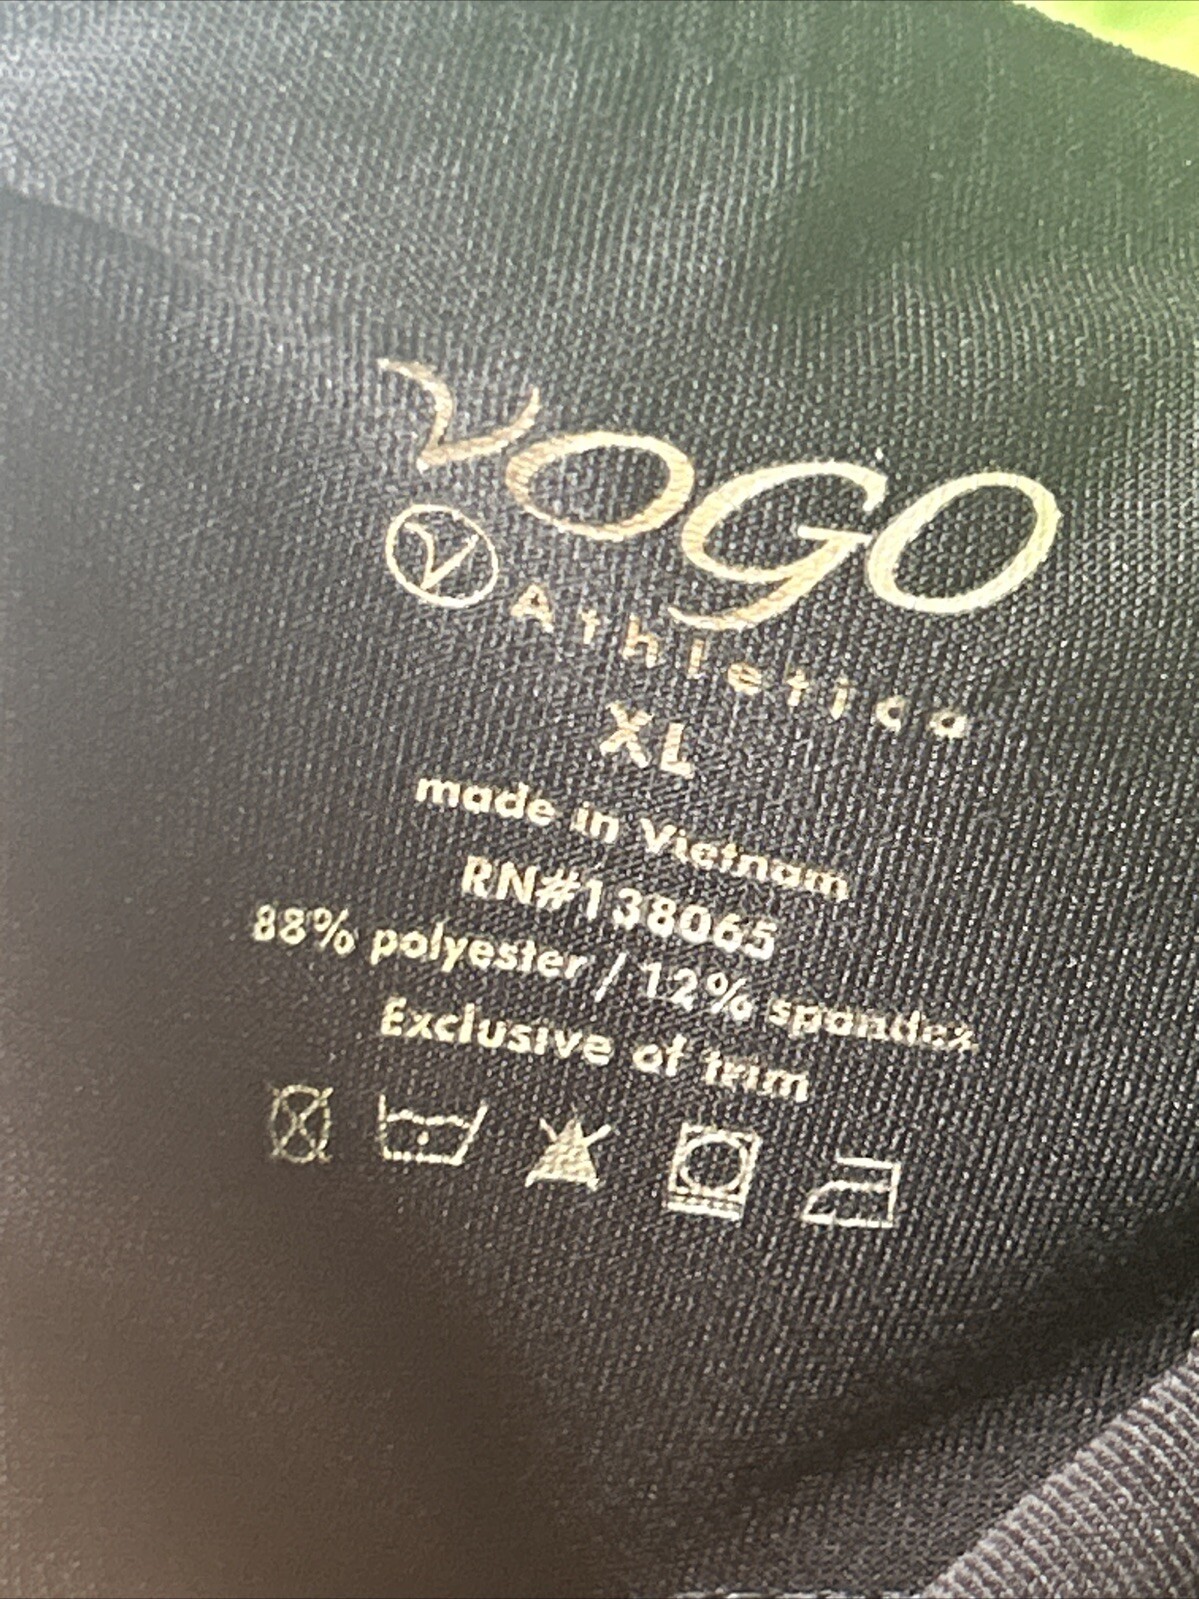 VOGO
V Athletica
XL
made in Vietnam
RN#138065
88% polyester / 12% spandex
Exclusive of trim